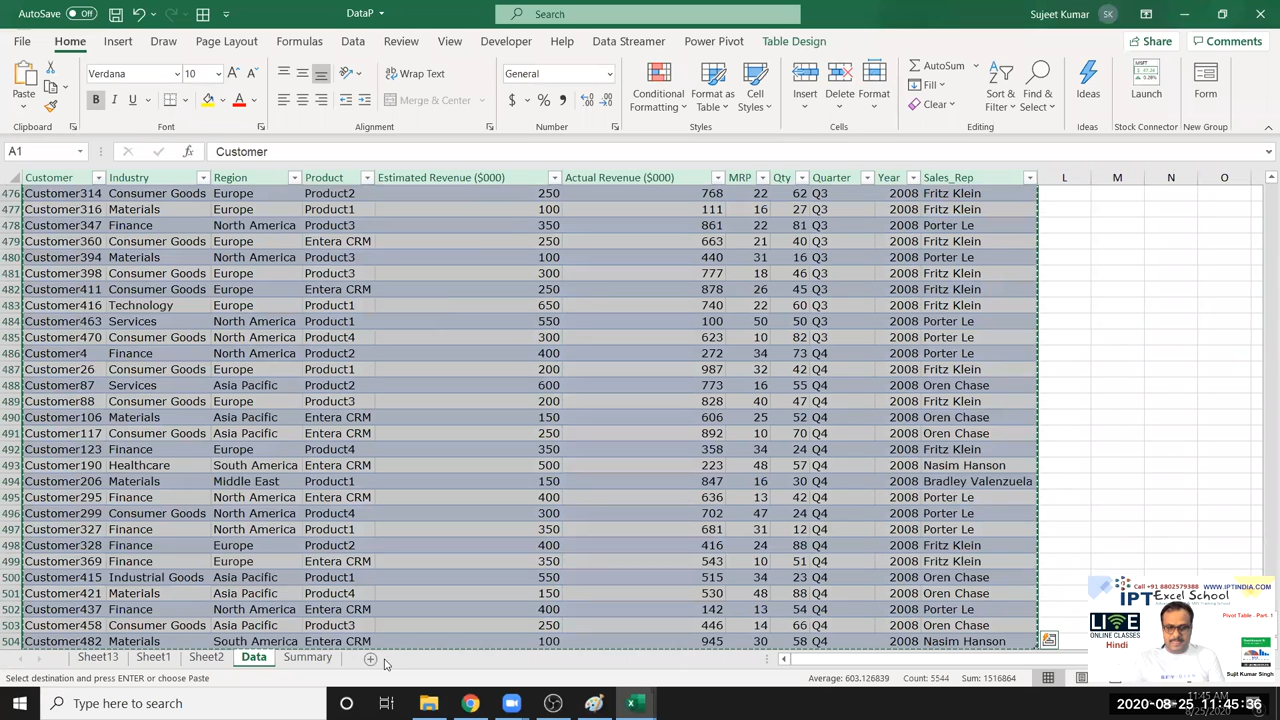 AutoSave Off DataP Search Sujeet Kumar SK
File Home Insert Draw Page Layout Formulas Data Review View Developer Help Data Streamer Power Pivot Table Design Share Comments
Verdana 10 Wrap Text General AutoSum
Paste B I U Merge & Center $ % Conditional Formatting Format as Table Cell Styles Insert Delete Format Fill Clear Sort & Filter Find & Select Ideas Launch Form
Clipboard Font Alignment Number Styles Cells Editing Ideas Stock Connector New Group
A1 fx Customer
Customer Industry Region Product Estimated Revenue ($000) Actual Revenue ($000) MRP Qty Quarter Year Sales_Rep L M N O
476 Customer314 Consumer Goods Europe Product2 250 768 22 62 Q3 2008 Fritz Klein
477 Customer316 Materials Europe Product1 100 111 16 27 Q3 2008 Fritz Klein
478 Customer347 Finance North America Product3 350 861 22 81 Q3 2008 Porter Le
479 Customer360 Consumer Goods Europe Entera CRM 250 663 21 40 Q3 2008 Fritz Klein
480 Customer394 Materials North America Product3 100 440 31 16 Q3 2008 Porter Le
481 Customer398 Consumer Goods Europe Product3 300 777 18 46 Q3 2008 Fritz Klein
482 Customer411 Consumer Goods Europe Entera CRM 250 878 26 45 Q3 2008 Fritz Klein
483 Customer416 Technology Europe Product1 650 740 22 60 Q3 2008 Fritz Klein
484 Customer463 Services North America Product1 550 100 50 50 Q3 2008 Porter Le
485 Customer470 Consumer Goods North America Product4 300 623 10 82 Q3 2008 Porter Le
486 Customer4 Finance North America Product2 400 272 34 73 Q4 2008 Porter Le
487 Customer26 Finance Europe Product1 200 987 32 42 Q4 2008 Fritz Klein
488 Customer87 Services Asia Pacific Product2 600 773 16 55 Q4 2008 Oren Chase
489 Customer88 Consumer Goods Asia Pacific Product3 200 828 40 47 Q4 2008 Oren Chase
490 Customer106 Materials Asia Pacific Entera CRM 150 606 25 52 Q4 2008 Oren Chase
491 Customer117 Consumer Goods Asia Pacific Entera CRM 250 892 10 70 Q4 2008 Oren Chase
492 Customer123 Finance Europe Product4 350 358 34 24 Q4 2008 Fritz Klein
493 Customer190 Healthcare South America Entera CRM 500 223 48 57 Q4 2008 Nasim Hanson
494 Customer206 Materials Middle East Product1 150 847 16 30 Q4 2008 Bradley Valenzuela
495 Customer295 Finance North America Entera CRM 400 636 13 42 Q4 2008 Porter Le
496 Customer299 Consumer Goods North America Product4 300 702 47 24 Q4 2008 Porter Le
497 Customer327 Finance North America Product1 350 681 31 12 Q4 2008 Porter Le
498 Customer328 Finance Europe Product2 400 416 24 88 Q4 2008 Fritz Klein
499 Customer369 Finance Europe Entera CRM 350 543 10 51 Q4 2008 Fritz Klein
500 Customer415 Industrial Goods Asia Pacific Product1 550 515 34 23 Q4 2008 Oren Chase
501 Customer421 Materials Asia Pacific Product4 150 530 48 88 Q4 2008 Oren Chase
502 Customer437 Finance North America Entera CRM 400 142 13 54 Q4 2008 Porter Le
503 Customer458 Consumer Goods Asia Pacific Product3 300 446 14 66 Q4 2008 Oren Chase
504 Customer482 Materials South America Entera CRM 100 945 30 58 Q4 2008 Nasim Hanson
Call +91 8802579388 WWW.IPTINDIA.COM
IPT Excel School
Pivot Table - Part- 1
LIVE
ONLINE CLASSES
Hindi
Sujit Kumar Singh
Sheet13 Sheet1 Sheet2 Data Summary
Select destination and press ENTER or choose Paste Average: 603.126839 Count: 5544 Sum: 1516864
Type here to search
11:45 AM
8/25/2020
2020-08-25 11:45:36